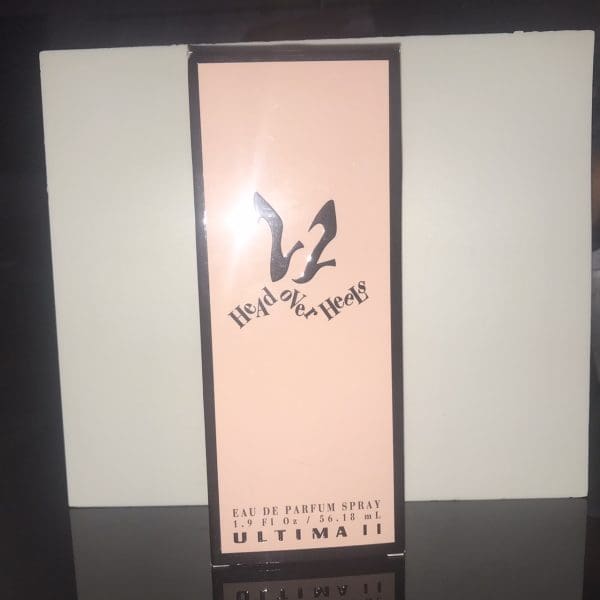 HeAd oVer HeeLs
EAU DE PARFUM SPRAY
1.9 Fl Oz / 56.18 mL
ULTIMA II